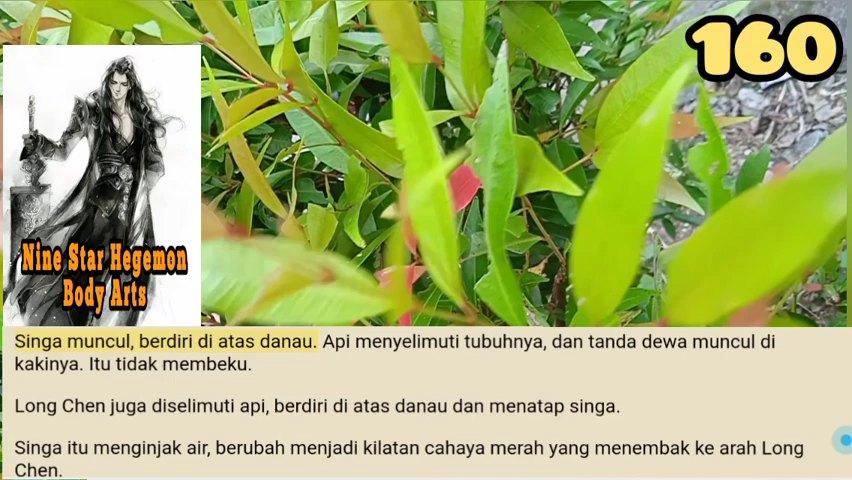 160
Nine Star Hegemon
Body Arts
Singa muncul, berdiri di atas danau. Api menyelimuti tubuhnya, dan tanda dewa muncul di
kakinya. Itu tidak membeku.
Long Chen juga diselimuti api, berdiri di atas danau dan menatap singa.
Singa itu menginjak air, berubah menjadi kilatan cahaya merah yang menembak ke arah Long
Chen.